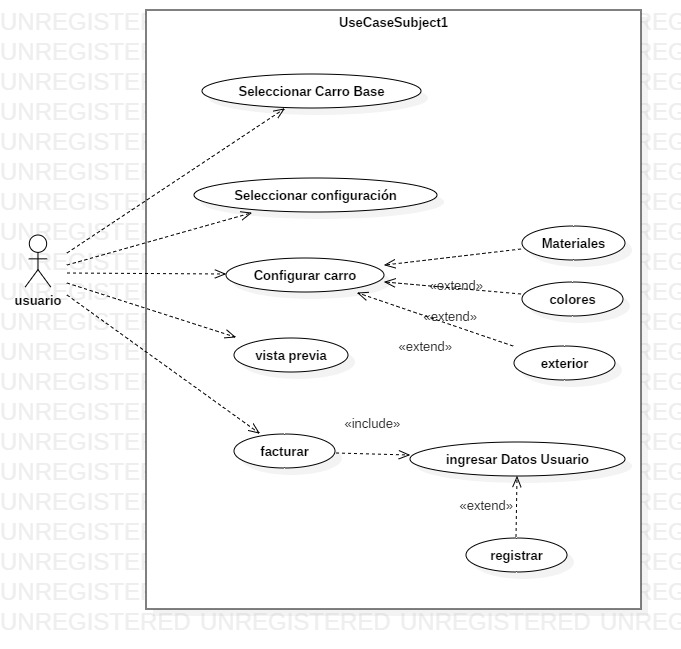 UseCaseSubject1
Seleccionar Carro Base
Seleccionar configuración
usuario
Configurar carro
Materiales
«extend»
colores
«extend»
«extend»
vista previa
exterior
«include»
facturar
ingresar Datos Usuario
«extend»
registrar
UNREGISTERED UNREGISTERED UNREGISTERED UNREG